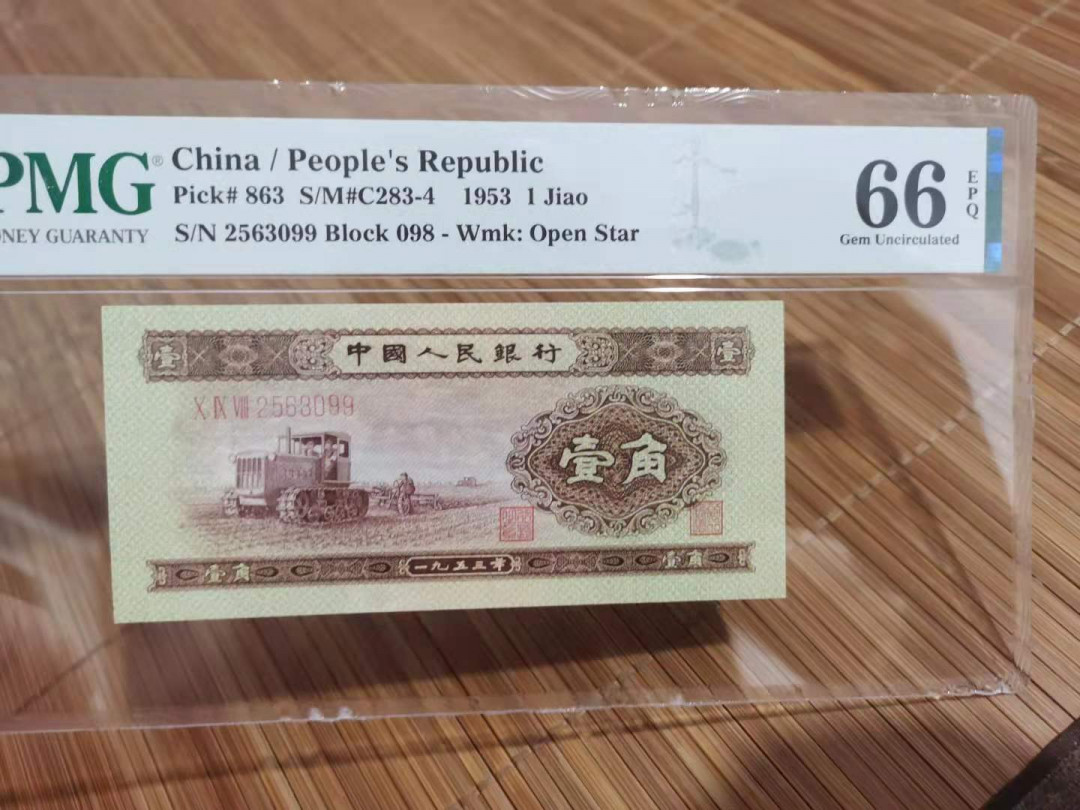 PMG®
China / People's Republic
Pick# 863 S/M#C283-4 1953 1 Jiao
ONEY GUARANTY
S/N 2563099 Block 098 - Wmk: Open Star
66
EPQ
Gem Uncirculated
壹 中國人民銀行 壹
X IX VIII 2563099
壹角
壹角 一九五三年 壹角